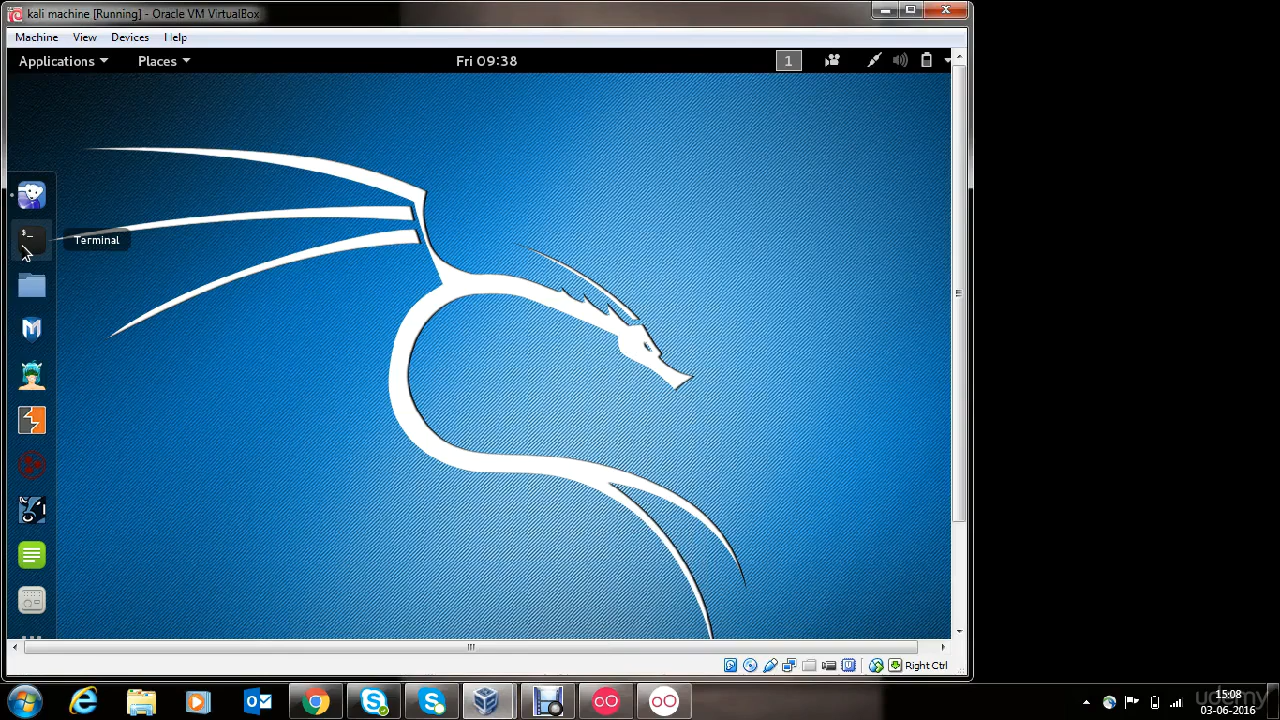 kali machine [Running] - Oracle VM VirtualBox
Machine View Devices Help
Applications Places Fri 09:38 1
$_ Terminal
Right Ctrl
15:08
03-06-2016
udemy